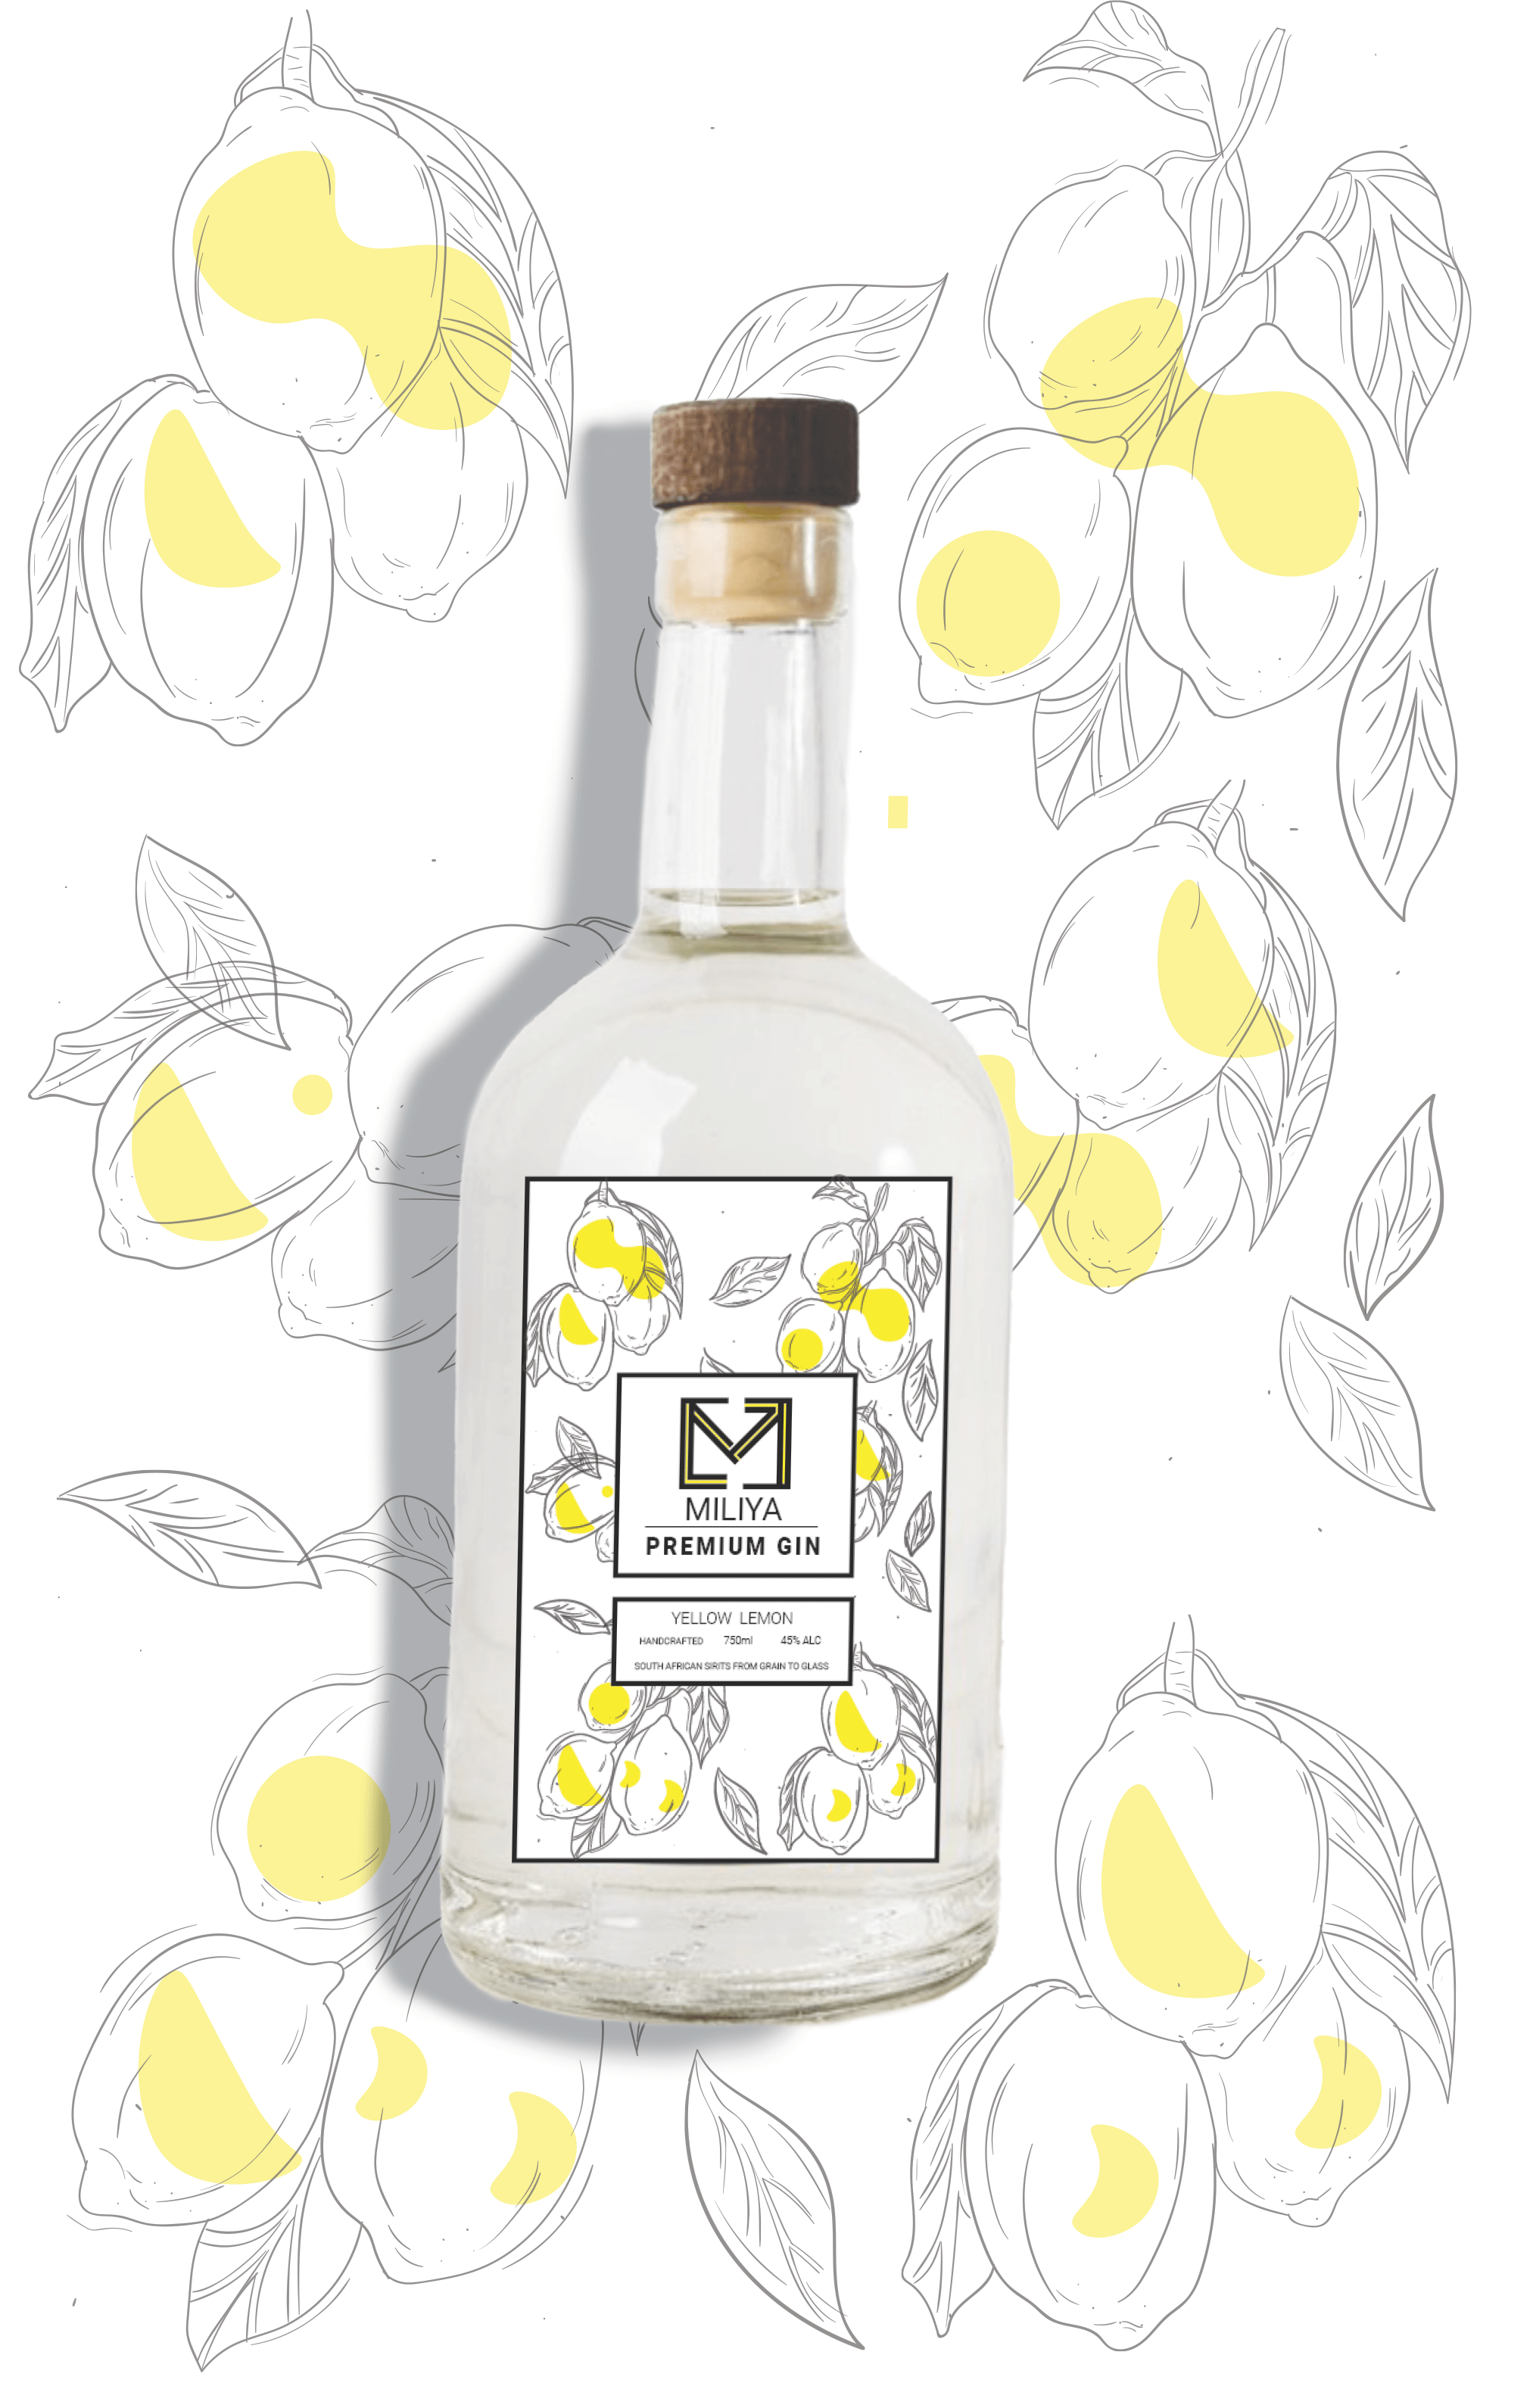 MILIYA
PREMIUM GIN
YELLOW LEMON
HANDCRAFTED 750ml 45% ALC
SOUTH AFRICAN SIRITS FROM GRAIN TO GLASS